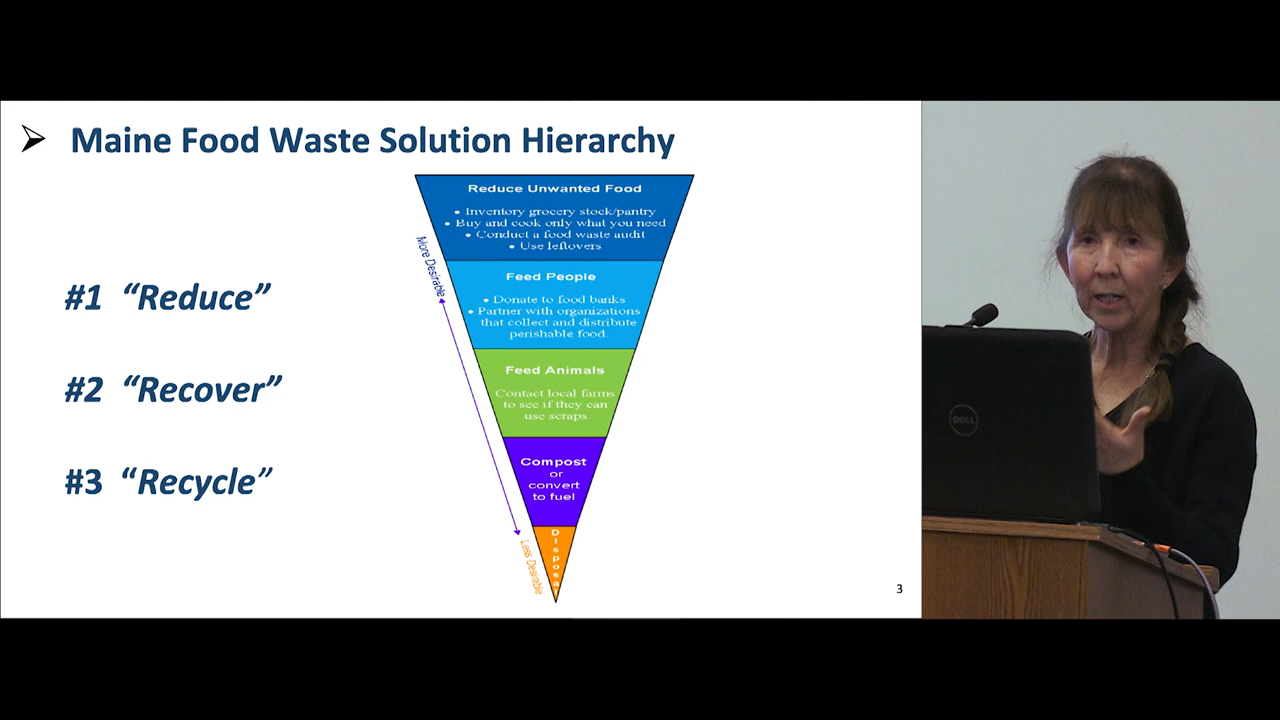 ➢ Maine Food Waste Solution Hierarchy
#1 “Reduce”
#2 “Recover”
#3 “Recycle”
Reduce Unwanted Food
• Inventory grocery stock/pantry
• Buy and cook only what you need
• Conduct a food waste audit
• Use leftovers
Feed People
• Donate to food banks
• Partner with organizations
that collect and distribute
perishable food.
Feed Animals
Contact local farms
to see if they can
use scraps
Compost
or
convert
to fuel
Disposal
More Desirable
Less Desirable
3
DELL